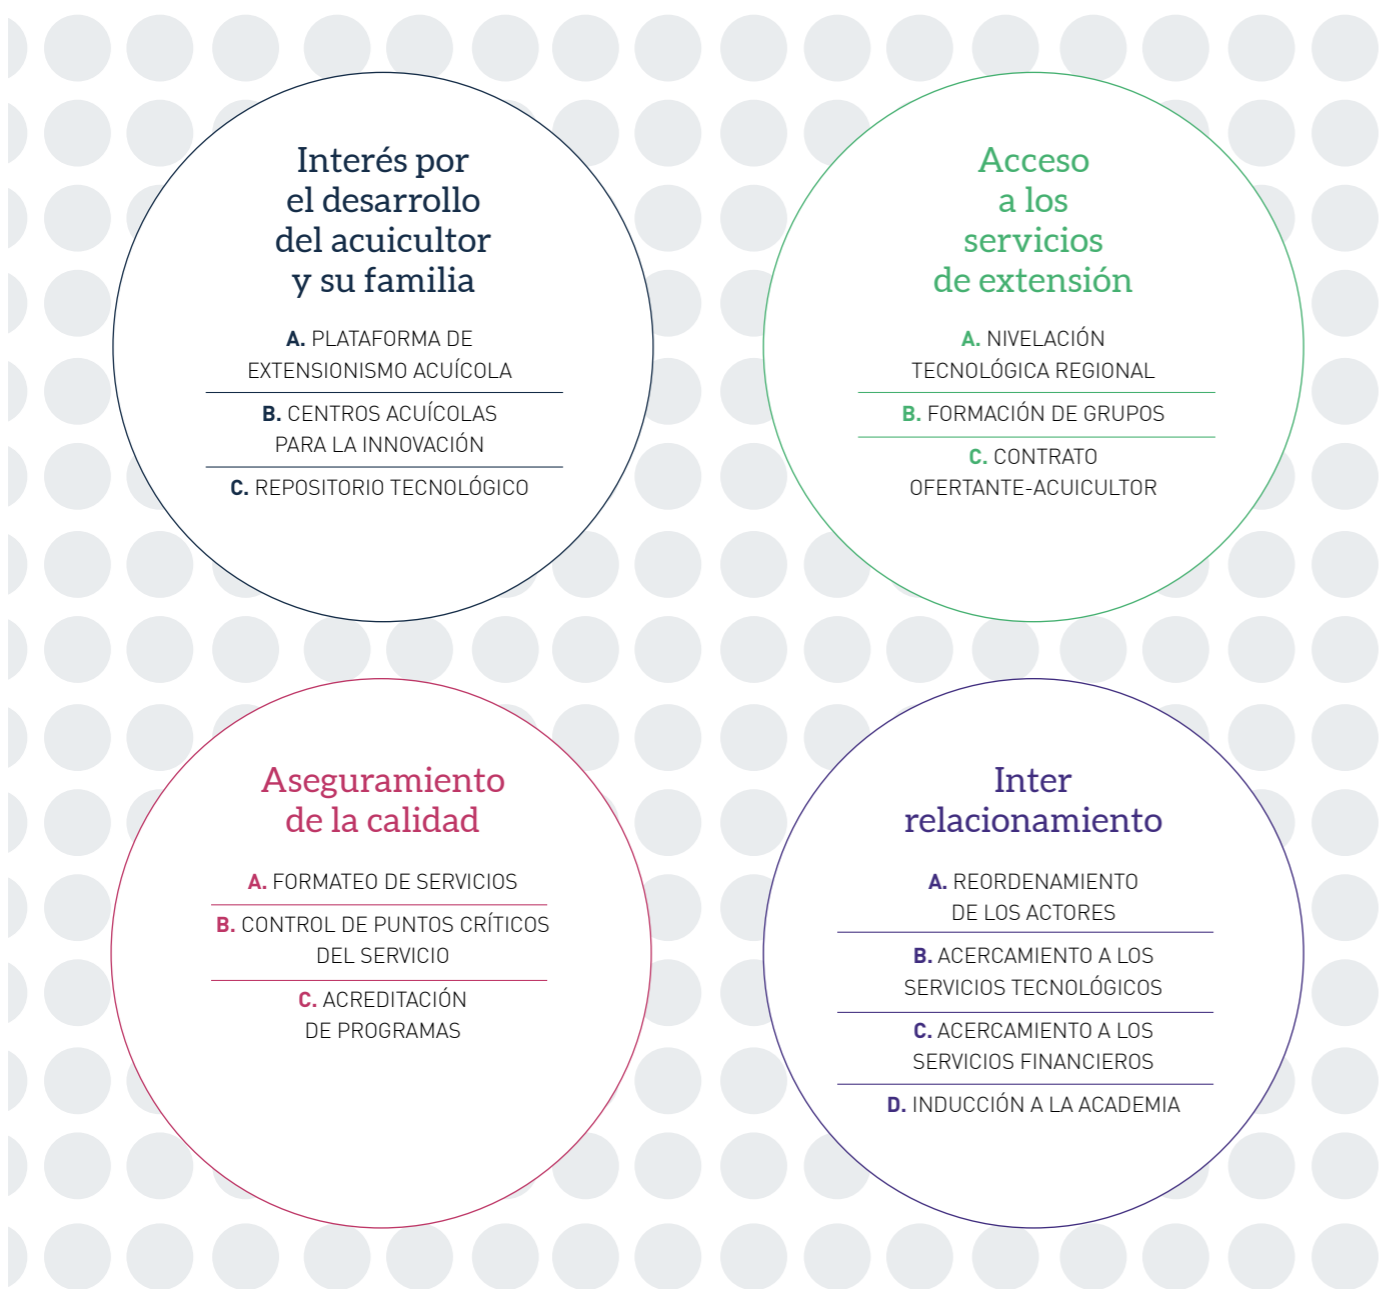 Interés por
el desarrollo
del acuicultor
y su familia
A. PLATAFORMA DE
EXTENSIONISMO ACUÍCOLA
B. CENTROS ACUÍCOLAS
PARA LA INNOVACIÓN
C. REPOSITORIO TECNOLÓGICO
Acceso
a los
servicios
de extensión
A. NIVELACIÓN
TECNOLÓGICA REGIONAL
B. FORMACIÓN DE GRUPOS
C. CONTRATO
OFERTANTE-ACUICULTOR
Aseguramiento
de la calidad
A. FORMATEO DE SERVICIOS
B. CONTROL DE PUNTOS CRÍTICOS
DEL SERVICIO
C. ACREDITACIÓN
DE PROGRAMAS
Inter
relacionamiento
A. REORDENAMIENTO
DE LOS ACTORES
B. ACERCAMIENTO A LOS
SERVICIOS TECNOLÓGICOS
C. ACERCAMIENTO A LOS
SERVICIOS FINANCIEROS
D. INDUCCIÓN A LA ACADEMIA